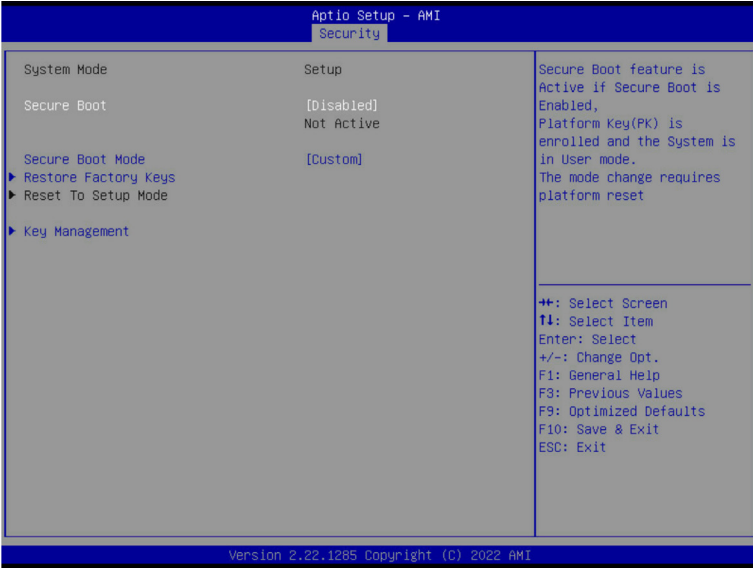 Aptio Setup – AMI
Security
System Mode Setup
Secure Boot [Disabled]
Not Active
Secure Boot Mode [Custom]
▶ Restore Factory Keys
▶ Reset To Setup Mode
▶ Key Management
Secure Boot feature is
Active if Secure Boot is
Enabled,
Platform Key(PK) is
enrolled and the System is
in User mode.
The mode change requires
platform reset
→←: Select Screen
↑↓: Select Item
Enter: Select
+/-: Change Opt.
F1: General Help
F3: Previous Values
F9: Optimized Defaults
F10: Save & Exit
ESC: Exit
Version 2.22.1285 Copyright (C) 2022 AMI